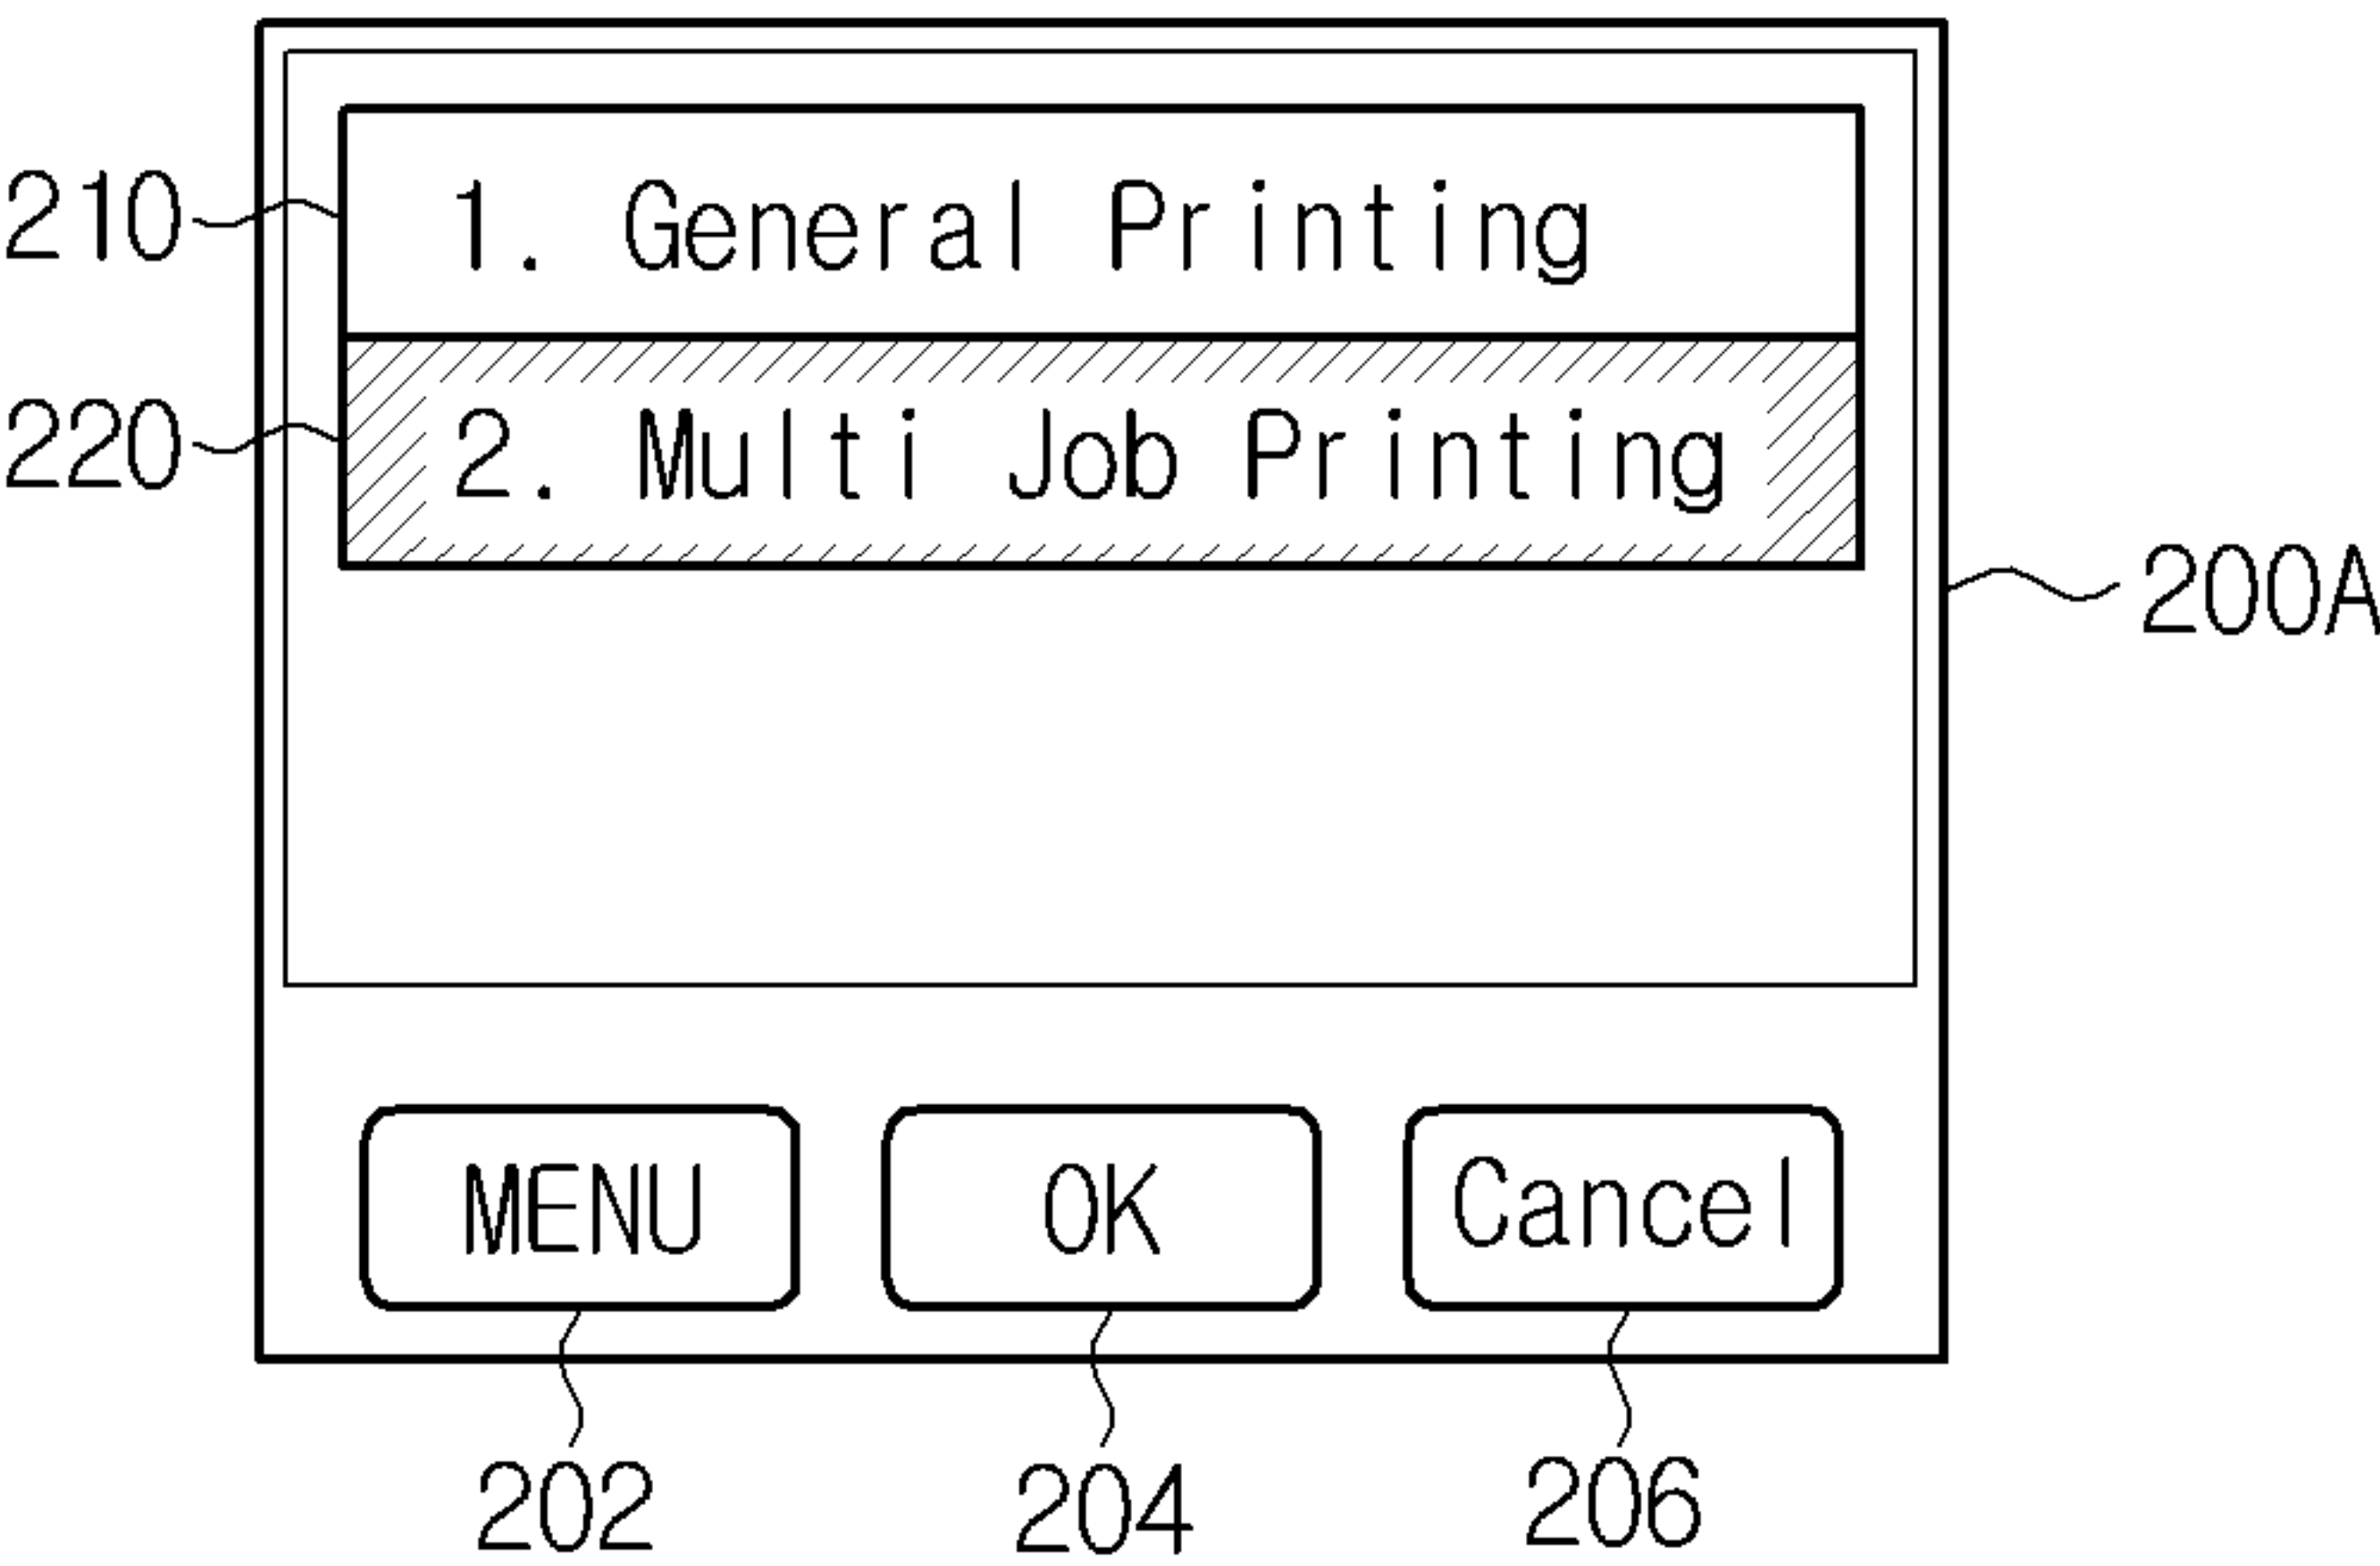 210 1. General Printing
220 2. Multi Job Printing
200A
MENU OK Cancel
202 204 206